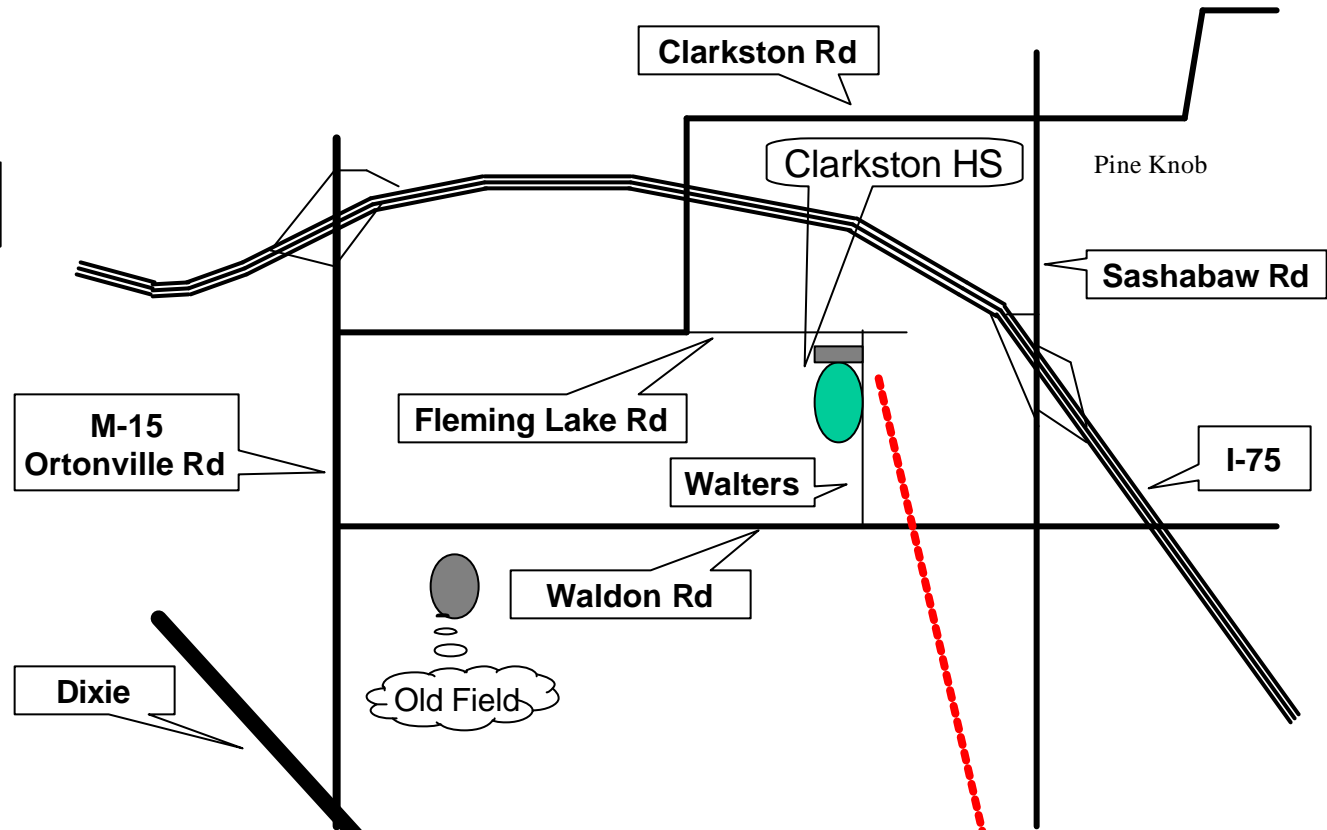 Clarkston Rd
Clarkston HS
Pine Knob
Sashabaw Rd
M-15
Ortonville Rd
Fleming Lake Rd
Walters
I-75
Waldon Rd
Dixie
Old Field